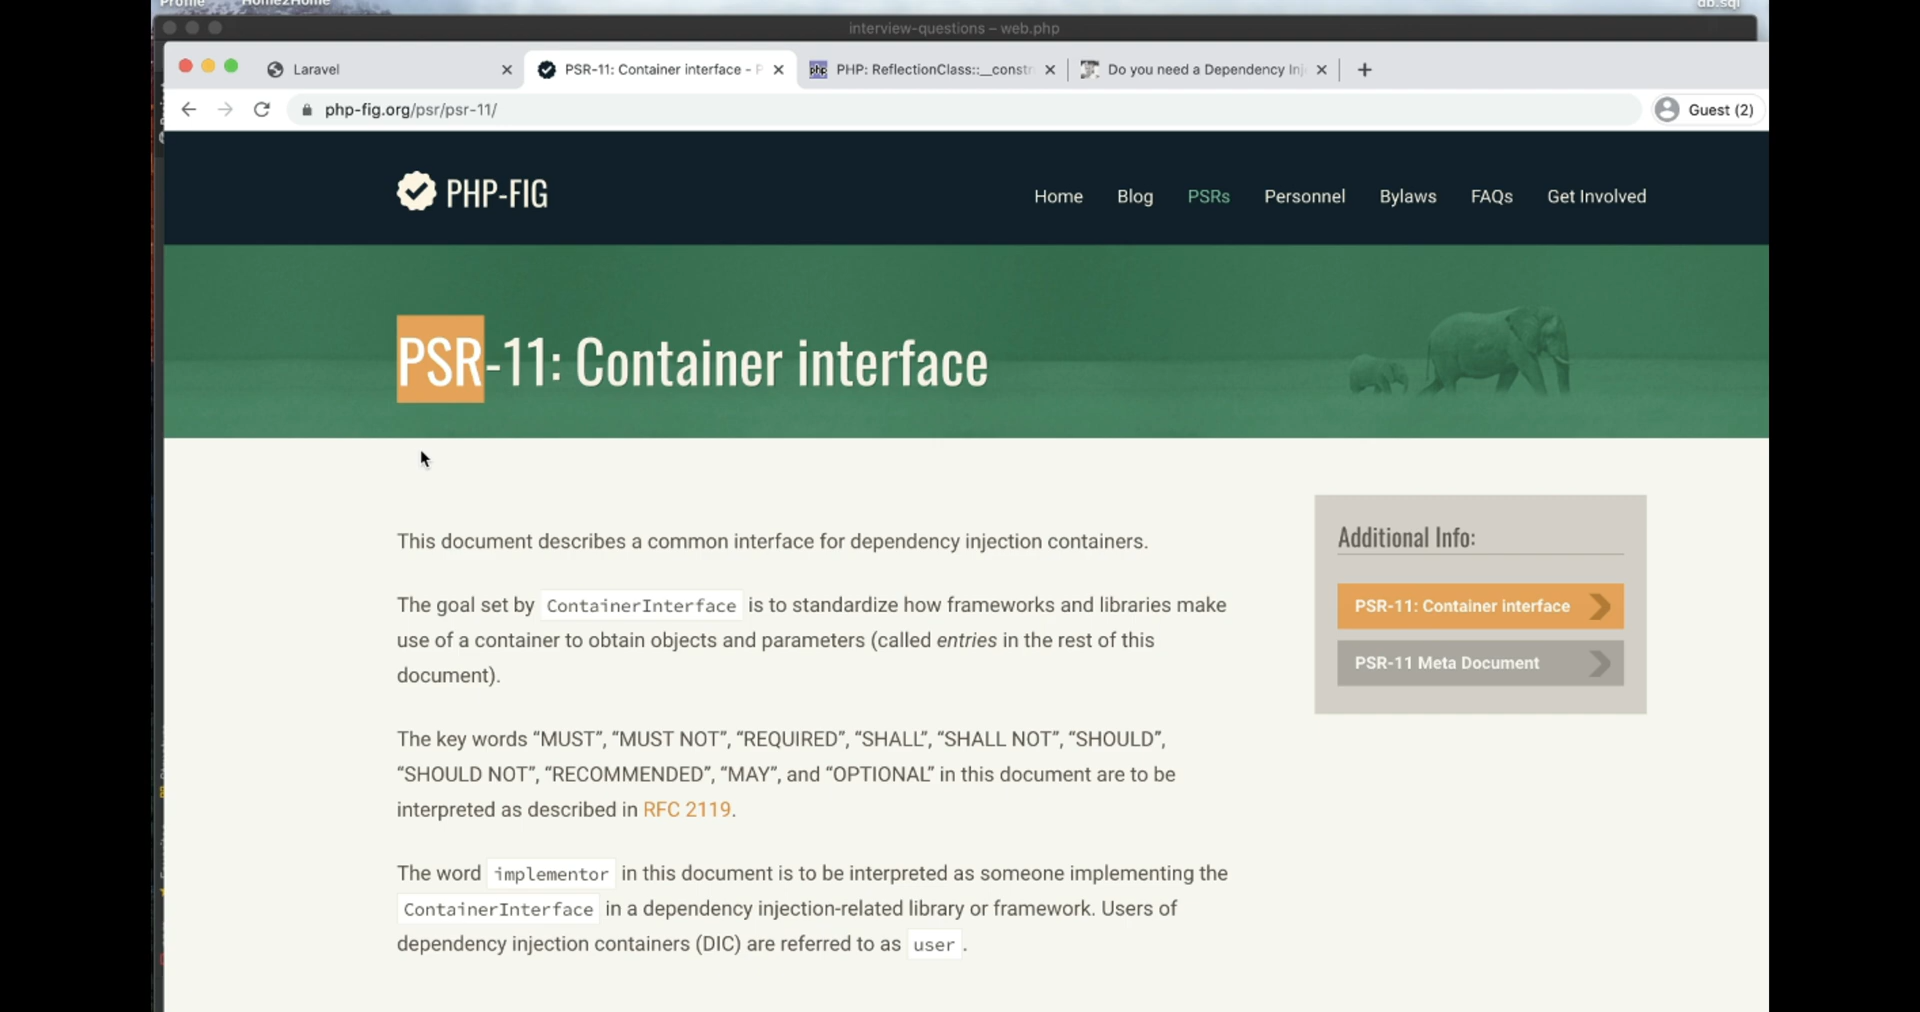 Profile
Home2Home
db.sql
interview-questions – web.php
Laravel
PSR-11: Container interface - P
PHP: ReflectionClass::__constr
Do you need a Dependency Inj
php-fig.org/psr/psr-11/
Guest (2)
PHP-FIG
Home
Blog
PSRs
Personnel
Bylaws
FAQs
Get Involved
PSR-11: Container interface
This document describes a common interface for dependency injection containers.
The goal set by ContainerInterface is to standardize how frameworks and libraries make
use of a container to obtain objects and parameters (called entries in the rest of this
document).
The key words “MUST”, “MUST NOT”, “REQUIRED”, “SHALL”, “SHALL NOT”, “SHOULD”,
“SHOULD NOT”, “RECOMMENDED”, “MAY”, and “OPTIONAL” in this document are to be
interpreted as described in RFC 2119.
The word implementor in this document is to be interpreted as someone implementing the
ContainerInterface in a dependency injection-related library or framework. Users of
dependency injection containers (DIC) are referred to as user.
Additional Info:
PSR-11: Container interface
PSR-11 Meta Document